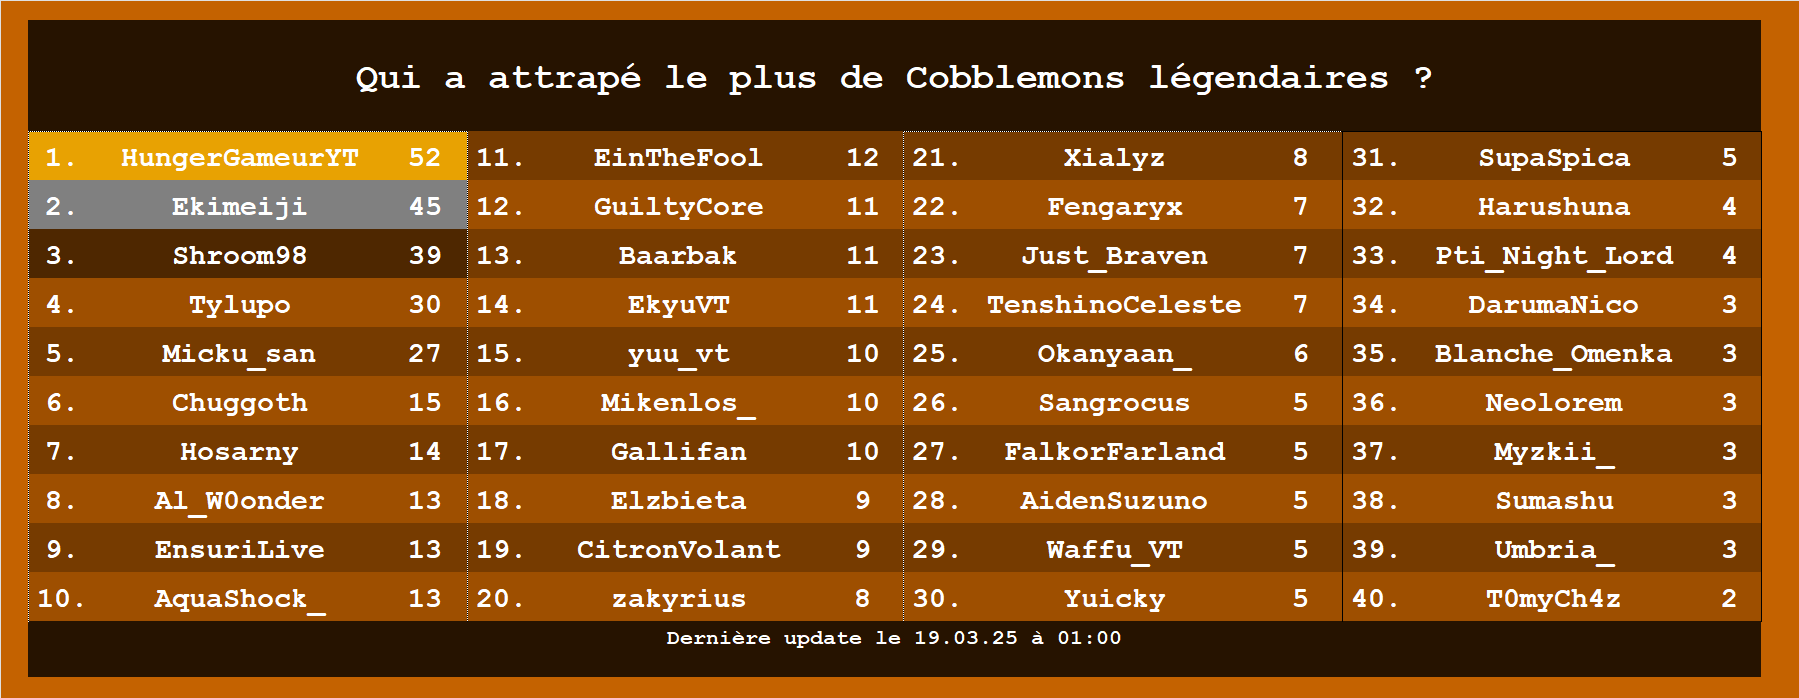 Qui a attrapé le plus de Cobblemons légendaires ?
1. HungerGameurYT 52
2. Ekimeiji 45
3. Shroom98 39
4. Tylupo 30
5. Micku_san 27
6. Chuggoth 15
7. Hosarny 14
8. Al_W0onder 13
9. EnsuriLive 13
10. AquaShock_ 13
11. EinTheFool 12
12. GuiltyCore 11
13. Baarbak 11
14. EkyuVT 11
15. yuu_vt 10
16. Mikenlos_ 10
17. Gallifan 10
18. Elzbieta 9
19. CitronVolant 9
20. zakyrius 8
21. Xialyz 8
22. Fengaryx 7
23. Just_Braven 7
24. TenshinoCeleste 7
25. Okanyaan_ 6
26. Sangrocus 5
27. FalkorFarland 5
28. AidenSuzuno 5
29. Waffu_VT 5
30. Yuicky 5
31. SupaSpica 5
32. Harushuna 4
33. Pti_Night_Lord 4
34. DarumaNico 3
35. Blanche_Omenka 3
36. Neolorem 3
37. Myzkii_ 3
38. Sumashu 3
39. Umbria_ 3
40. T0myCh4z 2
Dernière update le 19.03.25 à 01:00